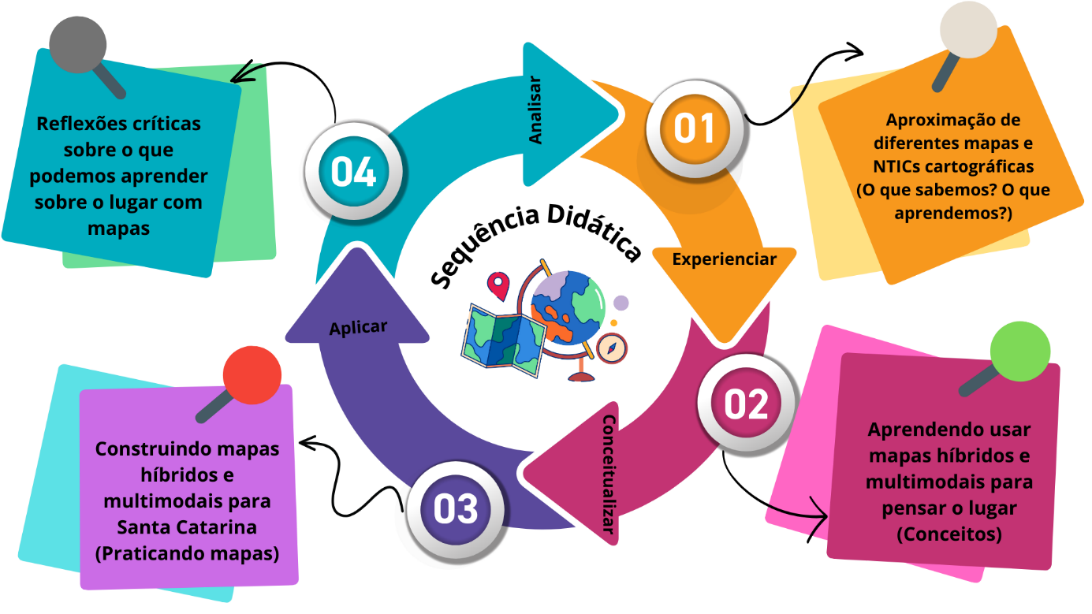 Sequência Didática
01
Experienciar
Aproximação de
diferentes mapas e
NTICs cartográficas
(O que sabemos? O que
aprendemos?)
02
Conceitualizar
Aprendendo usar
mapas híbridos e
multimodais para
pensar o lugar
(Conceitos)
03
Aplicar
Construindo mapas
híbridos e
multimodais para
Santa Catarina
(Praticando mapas)
04
Analisar
Reflexões críticas
sobre o que
podemos aprender
sobre o lugar com
mapas